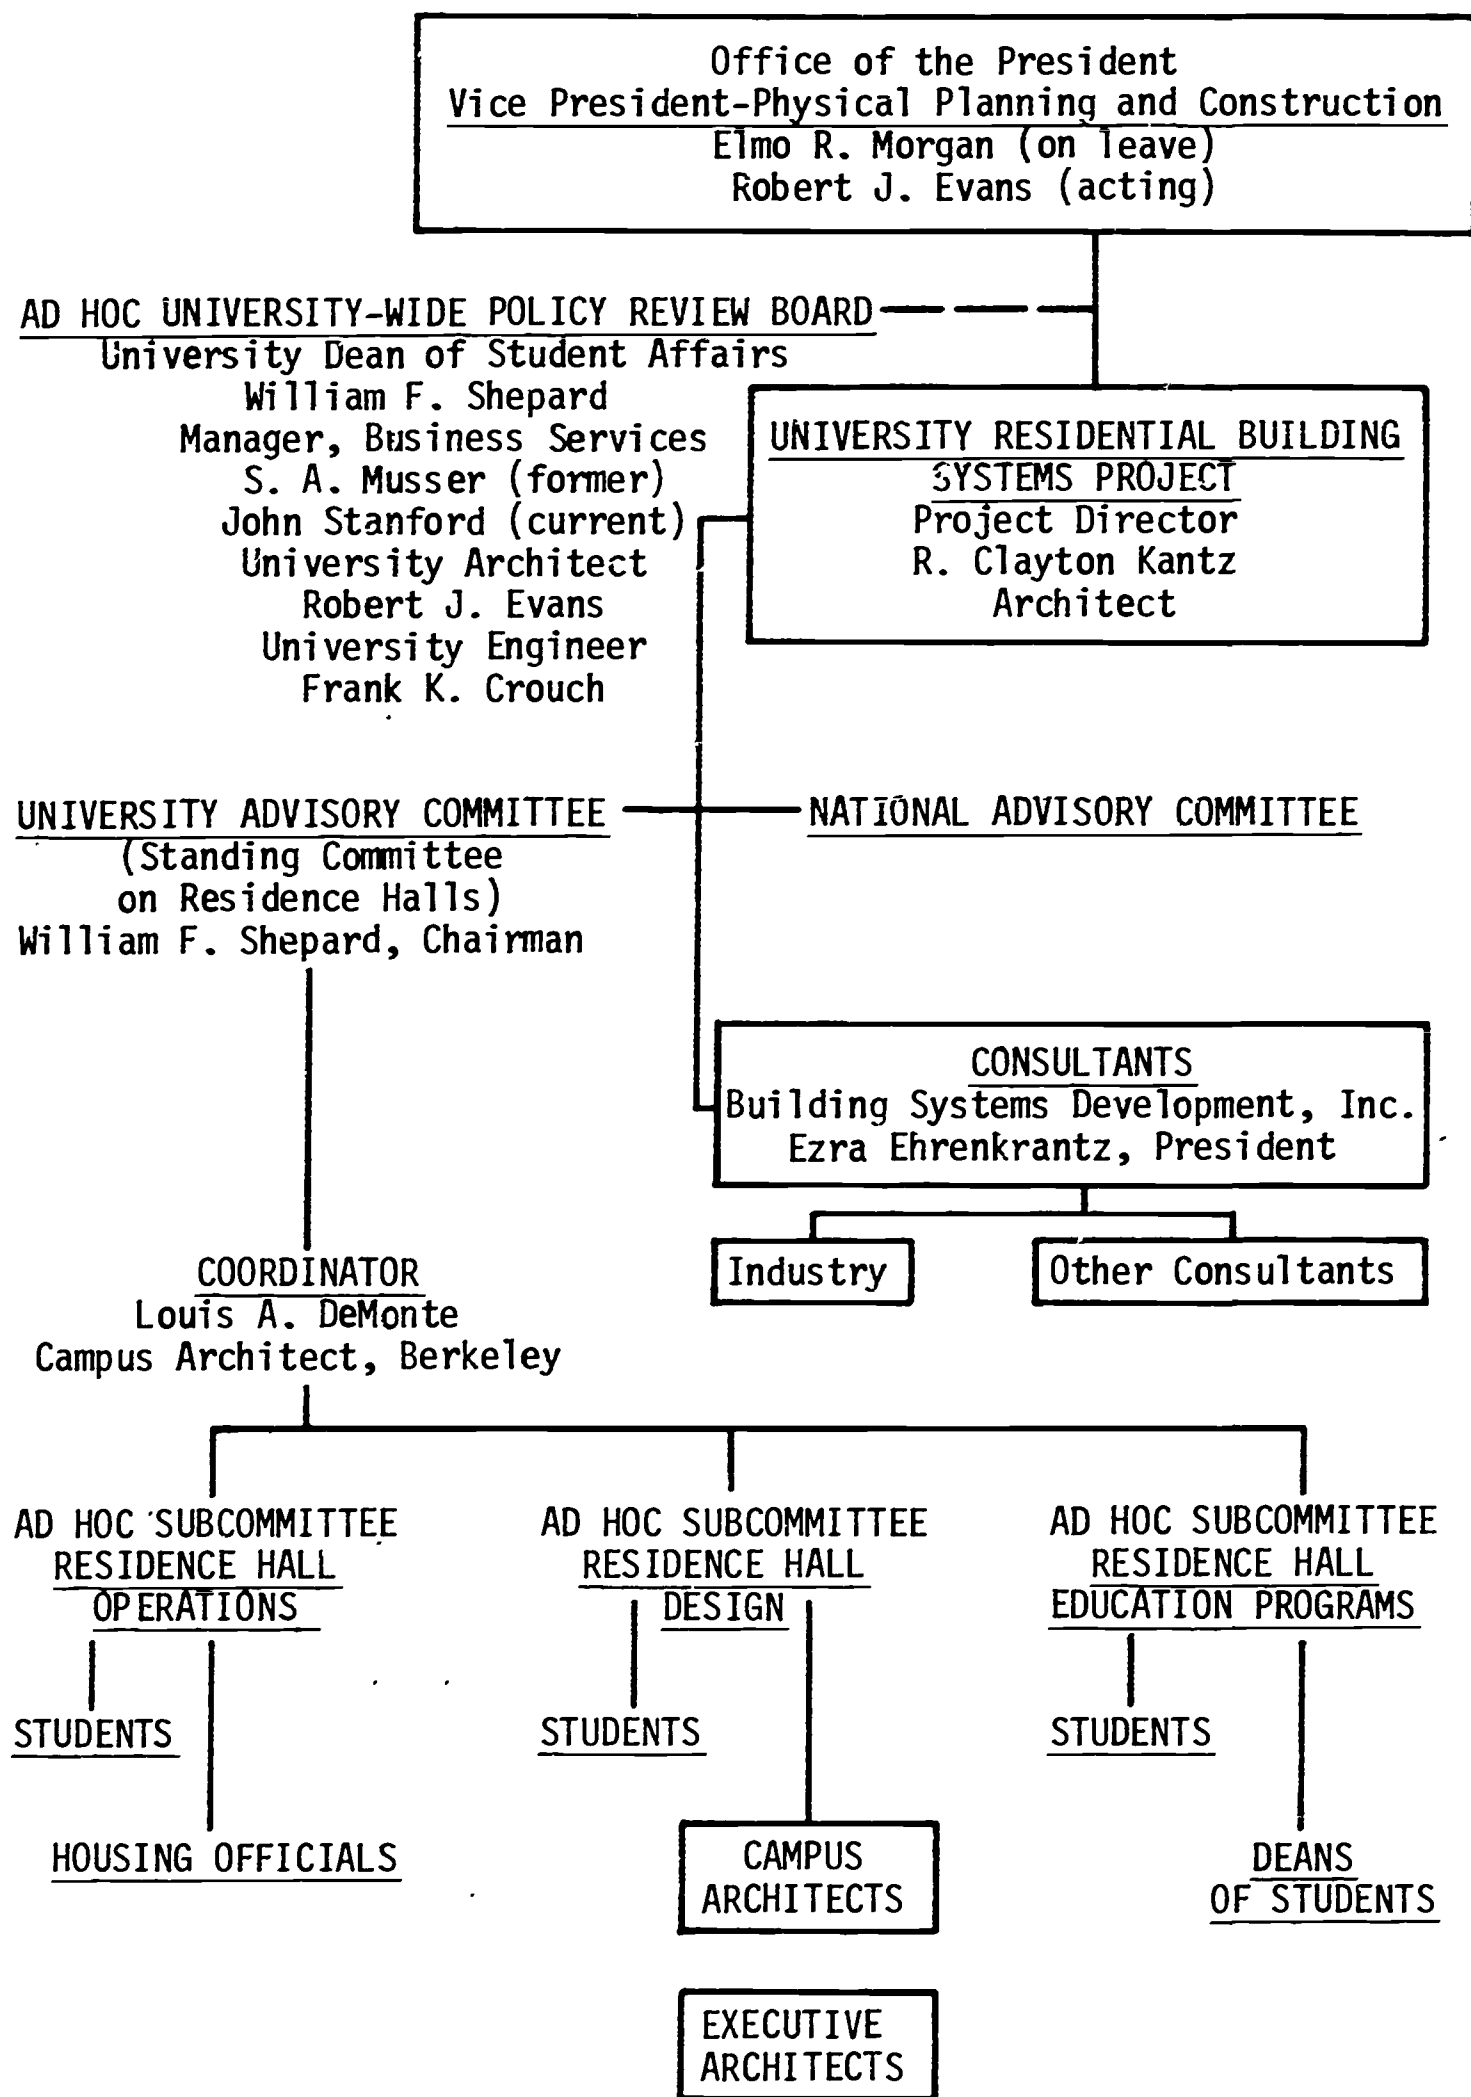 Office of the President
Vice President-Physical Planning and Construction
Elmo R. Morgan (on leave)
Robert J. Evans (acting)
AD HOC UNIVERSITY-WIDE POLICY REVIEW BOARD
University Dean of Student Affairs
William F. Shepard
Manager, Business Services
S. A. Musser (former)
John Stanford (current)
University Architect
Robert J. Evans
University Engineer
Frank K. Crouch
UNIVERSITY RESIDENTIAL BUILDING
SYSTEMS PROJECT
Project Director
R. Clayton Kantz
Architect
UNIVERSITY ADVISORY COMMITTEE
(Standing Committee
on Residence Halls)
William F. Shepard, Chairman
NATIONAL ADVISORY COMMITTEE
CONSULTANTS
Building Systems Development, Inc.
Ezra Ehrenkrantz, President
Industry
Other Consultants
COORDINATOR
Louis A. DeMonte
Campus Architect, Berkeley
AD HOC SUBCOMMITTEE
RESIDENCE HALL
OPERATIONS
STUDENTS
HOUSING OFFICIALS
AD HOC SUBCOMMITTEE
RESIDENCE HALL
DESIGN
STUDENTS
CAMPUS
ARCHITECTS
EXECUTIVE
ARCHITECTS
AD HOC SUBCOMMITTEE
RESIDENCE HALL
EDUCATION PROGRAMS
STUDENTS
DEANS
OF STUDENTS